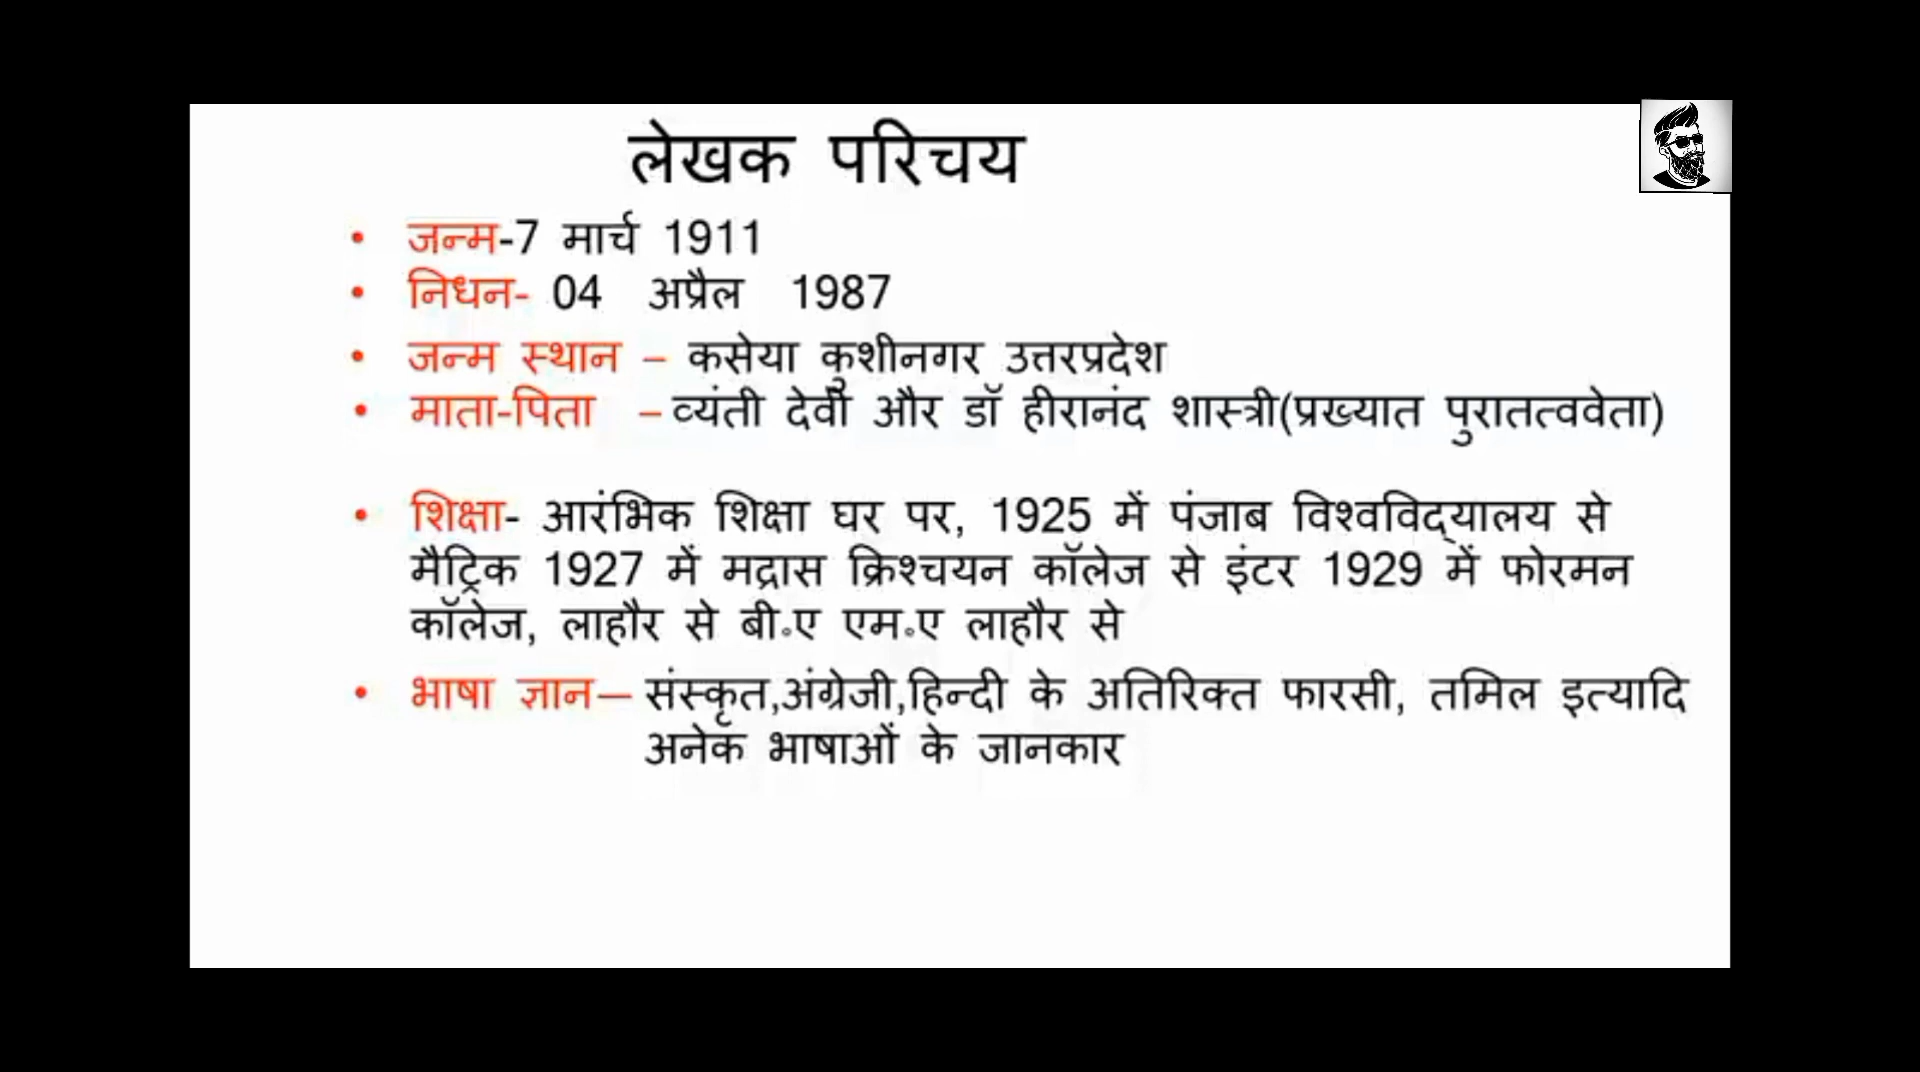 लेखक परिचय
• जन्म-7 मार्च 1911
• निधन- 04 अप्रैल 1987
• जन्म स्थान – कसेया कुशीनगर उत्तरप्रदेश
• माता-पिता – व्यंती देवी और डॉ हीरानंद शास्त्री(प्रख्यात पुरातत्ववेता)
• शिक्षा- आरंभिक शिक्षा घर पर, 1925 में पंजाब विश्वविद्यालय से
मैट्रिक 1927 में मद्रास क्रिश्चयन कॉलेज से इंटर 1929 में फोरमन
कॉलेज, लाहौर से बी॰ए एम॰ए लाहौर से
• भाषा ज्ञान– संस्कृत,अंग्रेजी,हिन्दी के अतिरिक्त फारसी, तमिल इत्यादि
अनेक भाषाओं के जानकार